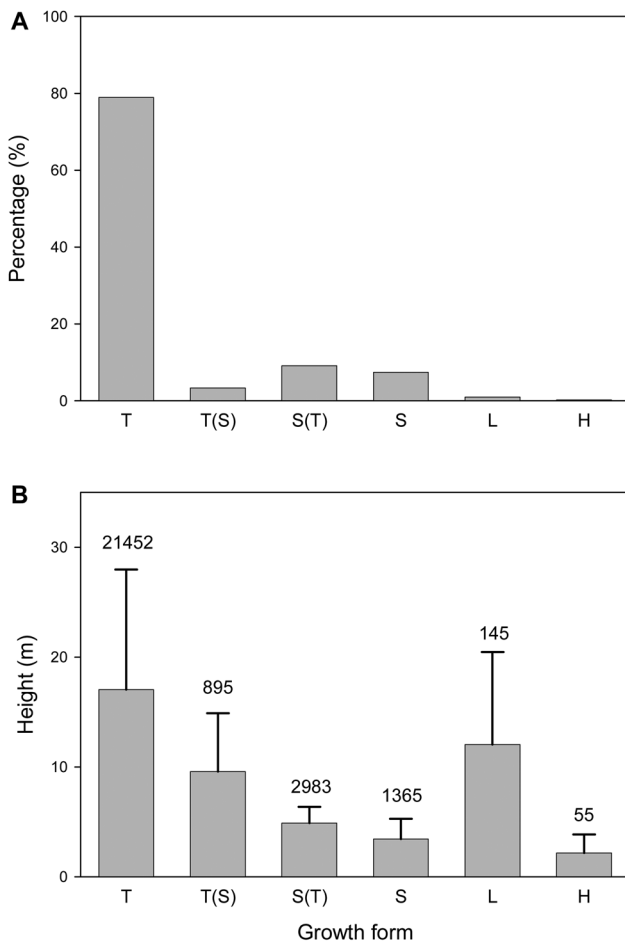 A
100
80
60
40
20
0
Percentage (%)
T T(S) S(T) S L H
B
30
20
10
0
Height (m)
21452
895
2983
1365
145
55
T T(S) S(T) S L H
Growth form